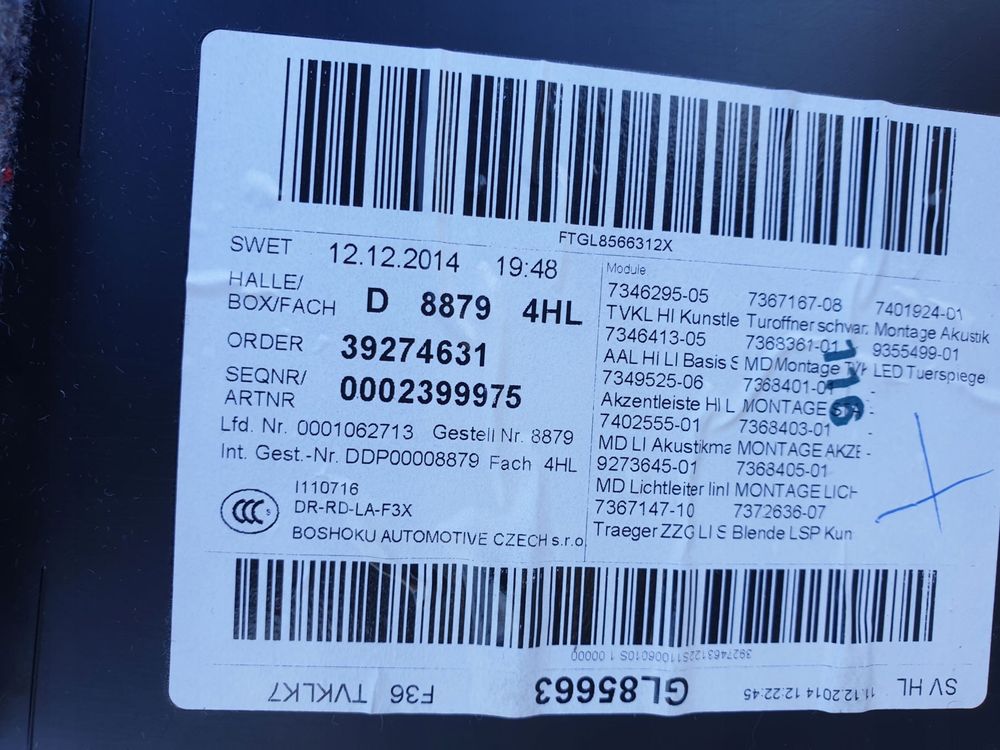 FTGL8566312X
SWET 12.12.2014 19:48
HALLE/
BOX/FACH D 8879 4HL
ORDER 39274631
SEQNR/
ARTNR 0002399975
Lfd. Nr. 0001062713 Gestell Nr. 8879
Int. Gest.-Nr. DDP00008879 Fach 4HL
CCC S
I110716
DR-RD-LA-F3X
BOSHOKU AUTOMOTIVE CZECH s.r.o.
Module
7346295-05 7367167-08 7401924-01
TVKL HI Kunstle Turoffner schwar. Montage Akustik
7346413-05 7368361-01 9355499-01
AAL HI LI Basis S MD Montage TVK LED Tuerspiege
7349525-06 7368401-01 -
Akzentleiste HI L MONTAGE -
7402555-01 7368403-01 -
MD LI Akustikma MONTAGE AKZE -
9273645-01 7368405-01
MD Lichtleiter linl MONTAGE LICH
7367147-10 7372636-07
Traeger ZZG LI S Blende LSP Kun
116
SV HL 11.12.2014 12:22:45 GL85663 F36 TVKLK7